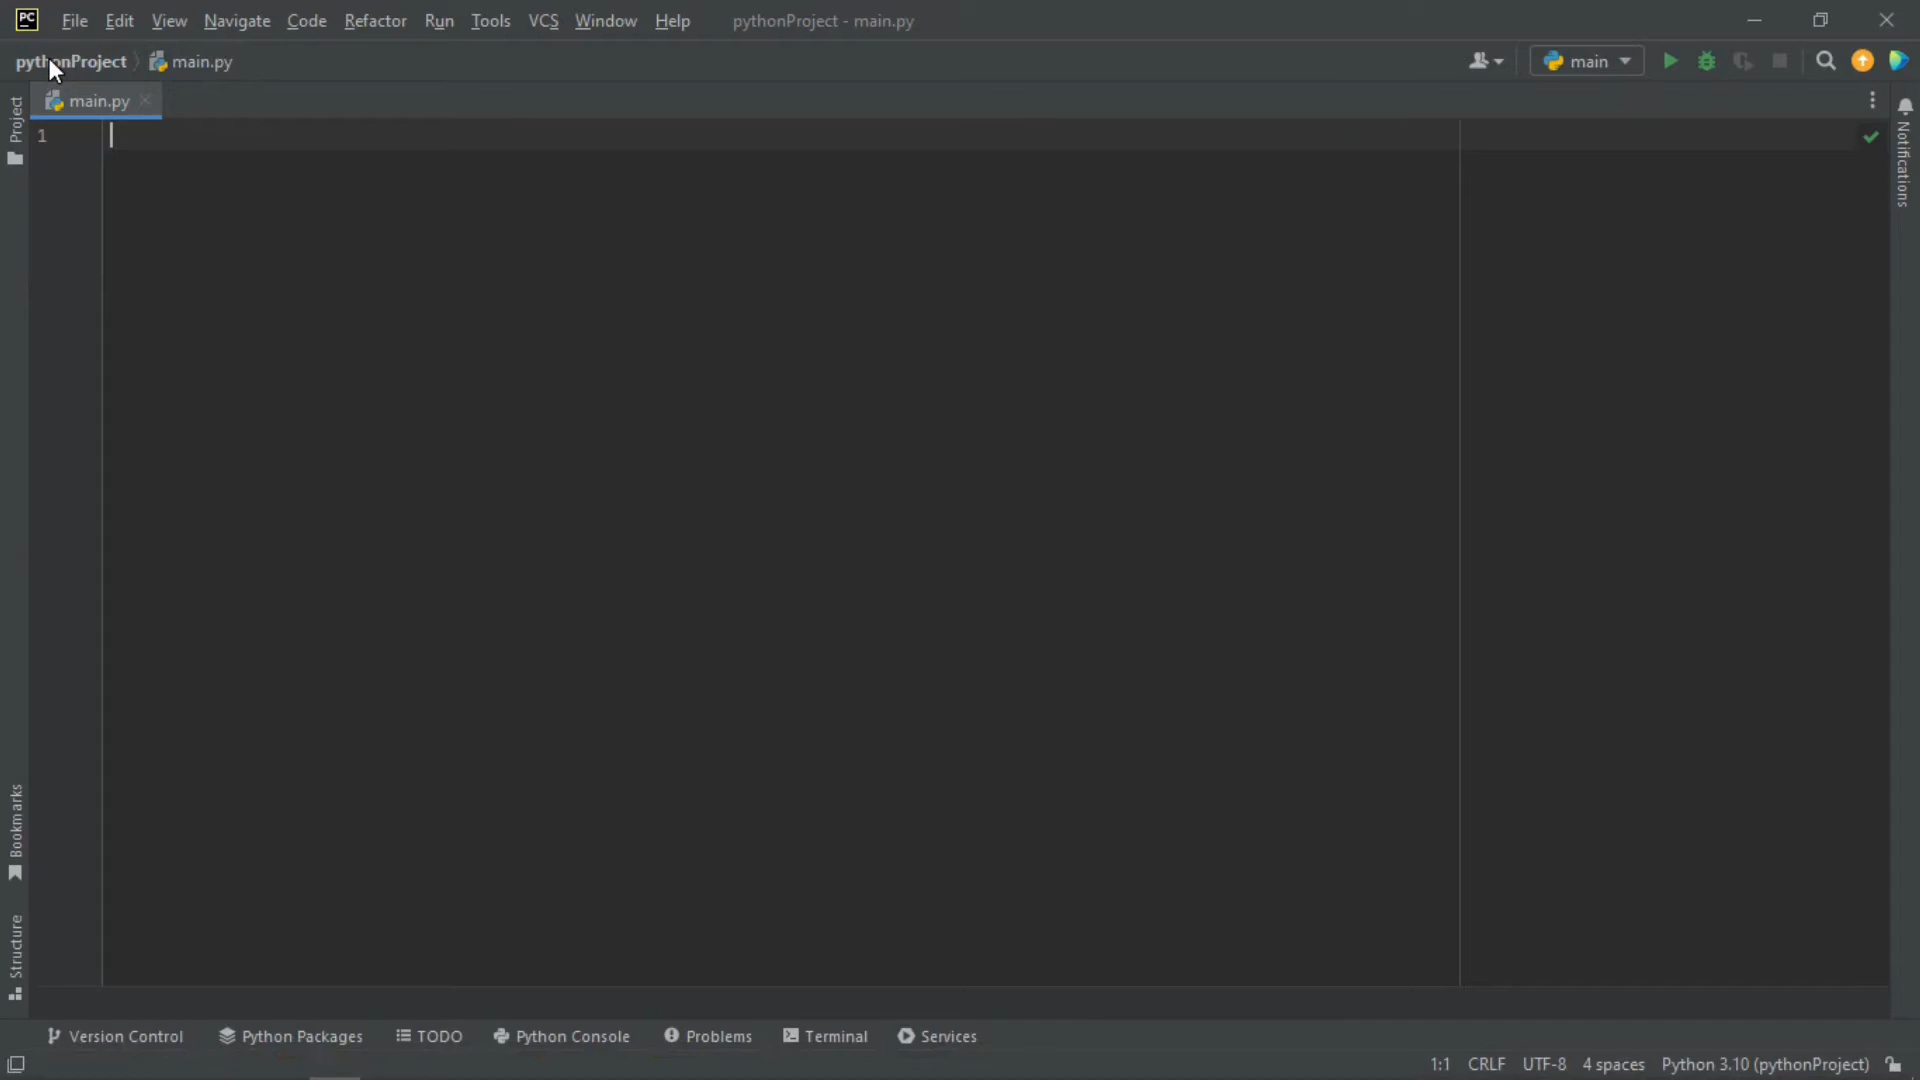 PC File Edit View Navigate Code Refactor Run Tools VCS Window Help pythonProject - main.py
pythonProject main.py main
main.py
1
Project
Notifications
Bookmarks
Structure
Version Control Python Packages TODO Python Console Problems Terminal Services
1:1 CRLF UTF-8 4 spaces Python 3.10 (pythonProject)